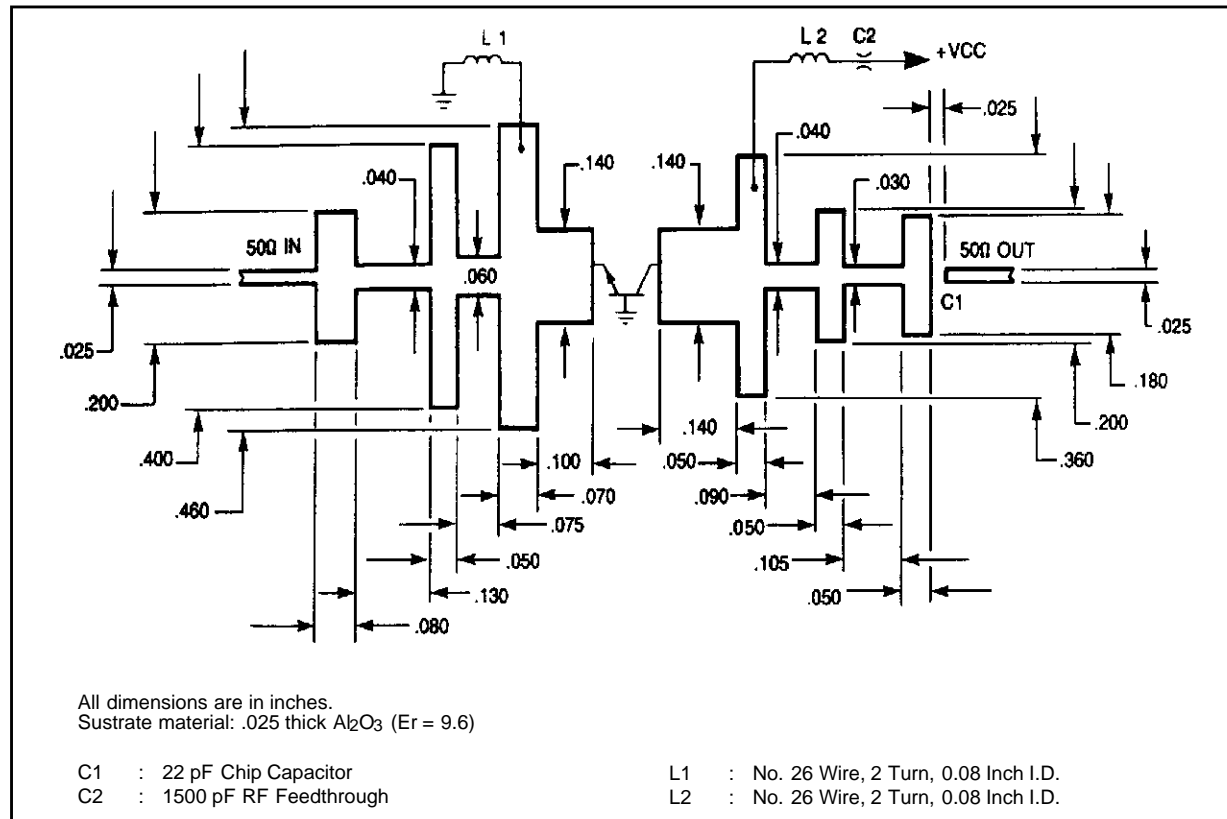 L 1
L 2 C2
+VCC
.025
.040
.140
.140
.040
.030
50Ω IN
.060
50Ω OUT
C1
.025
.025
.200
.180
.400
.140
.200
.460
.100
.050
.360
.070
.090
.075
.050
.050
.105
.130
.050
.080
All dimensions are in inches.
Sustrate material: .025 thick Al₂O₃ (Er = 9.6)
C1 : 22 pF Chip Capacitor
C2 : 1500 pF RF Feedthrough
L1 : No. 26 Wire, 2 Turn, 0.08 Inch I.D.
L2 : No. 26 Wire, 2 Turn, 0.08 Inch I.D.